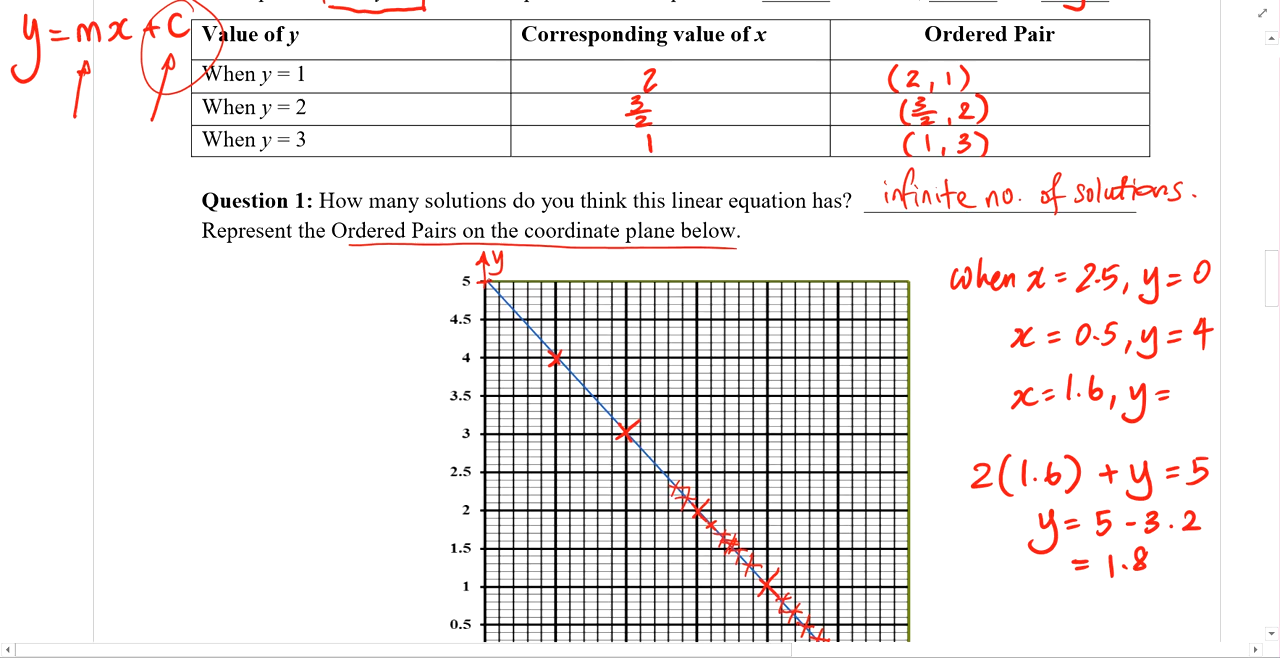 y = mx + c
Value of y Corresponding value of x Ordered Pair
When y = 1 2 (2, 1)
When y = 2 3/2 (3/2, 2)
When y = 3 1 (1, 3)
Question 1: How many solutions do you think this linear equation has? infinite no. of solutions.
Represent the Ordered Pairs on the coordinate plane below.
y
5
4.5
4
3.5
3
2.5
2
1.5
1
0.5
when x = 2.5, y = 0
x = 0.5, y = 4
x = 1.6, y =
2(1.6) + y = 5
y = 5 - 3.2
= 1.8